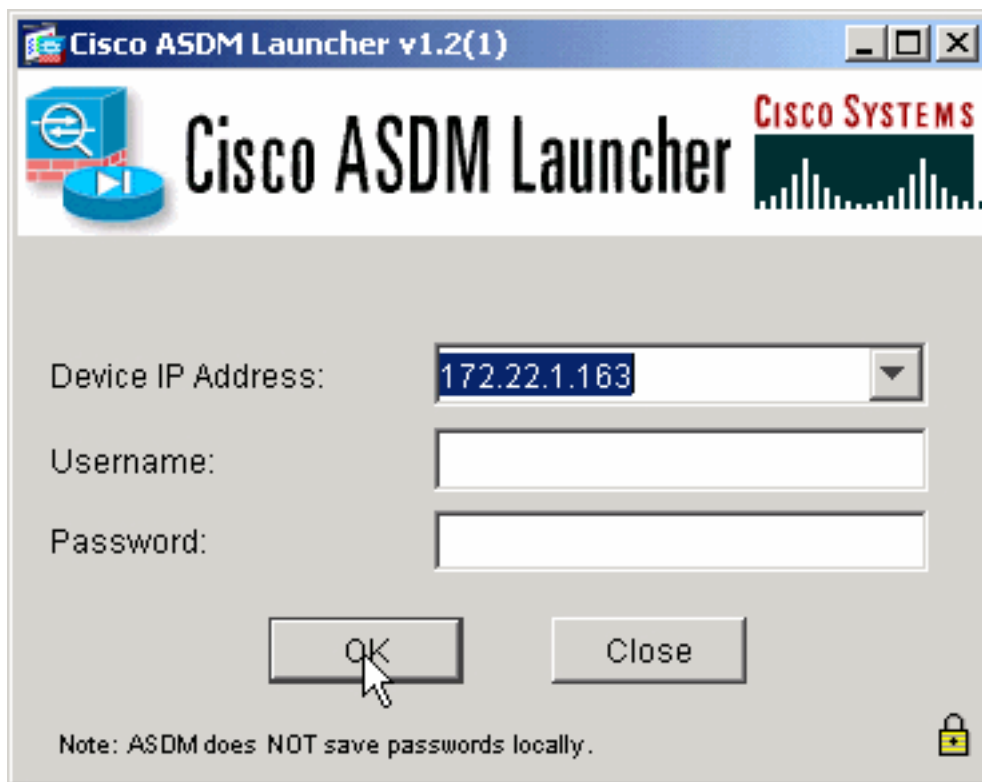 Cisco ASDM Launcher v1.2(1)
Cisco ASDM Launcher
CISCO SYSTEMS
Device IP Address:
172.22.1.163
Username:
Password:
OK
Close
Note: ASDM does NOT save passwords locally.